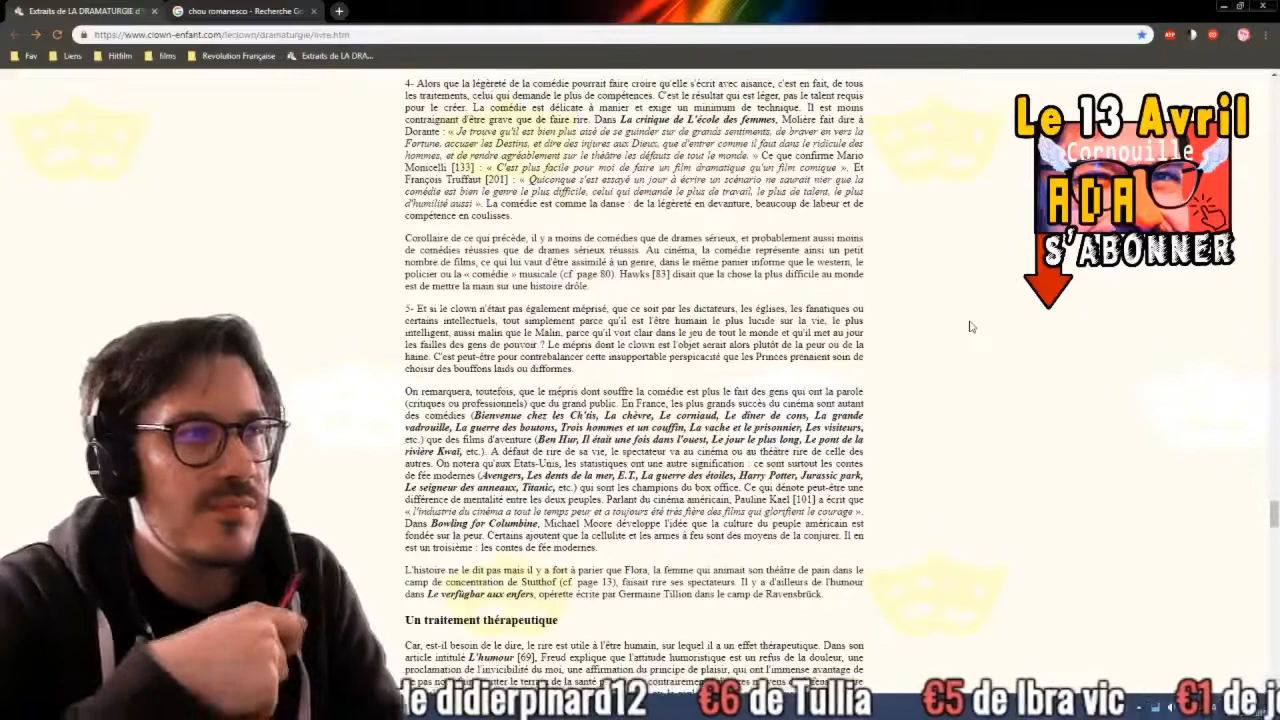 Extraits de LA DRAMATURGIE d'
chou romanesco - Recherche Go
https://www.clown-enfant.com/leclown/dramaturgie/livre.htm
Fav Liens Hitfilm films Revolution Française Extraits de LA DRA...
4- Alors que la légèreté de la comédie pourrait faire croire qu'elle s'écrit avec aisance, c'est en fait, de tous
les traitements, celui qui demande le plus de compétences. C'est le résultat qui est léger, pas le talent requis
pour le créer. La comédie est délicate à manier et exige un minimum de technique. Il est moins
contraignant d'être grave que de faire rire. Dans La critique de L'école des femmes, Molière fait dire à
Dorante : « Je trouve qu'il est bien plus aisé de se guinder sur de grands sentiments, de braver en vers la
Fortune, accuser les Destins, et dire des injures aux Dieux, que d'entrer comme il faut dans le ridicule des
hommes, et de rendre agréablement sur le théâtre les défauts de tout le monde. » Ce que confirme Mario
Monicelli [133] : « C'est plus facile pour moi de faire un film dramatique qu'un film comique ». Et
François Truffaut [201] : « Quiconque s'est essayé un jour à écrire un scénario ne saurait nier que la
comédie est bien le genre le plus difficile, celui qui demande le plus de travail, le plus de talent, le plus
d'humilité aussi ». La comédie est comme la danse : de la légèreté en devanture, beaucoup de labeur et de
compétence en coulisses.
Corollaire de ce qui précède, il y a moins de comédies que de drames sérieux, et probablement aussi moins
de comédies réussies que de drames sérieux réussis. Au cinéma, la comédie représente ainsi un petit
nombre de films, ce qui lui vaut d'être assimilé à un genre, dans le même panier informe que le western, le
policier ou la « comédie » musicale (cf. page 80). Hawks [83] disait que la chose la plus difficile au monde
est de mettre la main sur une histoire drôle.
5- Et si le clown n'était pas également méprisé, que ce soit par les dictateurs, les églises, les fanatiques ou
certains intellectuels, tout simplement parce qu'il est l'être humain le plus lucide sur la vie, le plus
intelligent, aussi malin que le Malin, parce qu'il voit clair dans le jeu de tout le monde et qu'il met au jour
les failles des gens de pouvoir ? Le mépris dont le clown est l'objet serait alors plutôt de la peur ou de la
haine. C'est peut-être pour contrebalancer cette insupportable perspicacité que les Princes prenaient soin de
choisir des bouffons laids ou difformes.
On remarquera, toutefois, que le mépris dont souffre la comédie est plus le fait des gens qui ont la parole
(critiques ou professionnels) que du grand public. En France, les plus grands succès du cinéma sont autant
des comédies (Bienvenue chez les Ch'tis, La chèvre, Le corniaud, Le dîner de cons, La grande
vadrouille, La guerre des boutons, Trois hommes et un couffin, La vache et le prisonnier, Les visiteurs,
etc.) que des films d'aventure (Ben Hur, Il était une fois dans l'ouest, Le jour le plus long, Le pont de la
rivière Kwaï, etc.). A défaut de rire de sa vie, le spectateur va au cinéma ou au théâtre rire de celle des
autres. On notera qu'aux Etats-Unis, les statistiques ont une autre signification : ce sont surtout les contes
de fée modernes (Avengers, Les dents de la mer, E.T., La guerre des étoiles, Harry Potter, Jurassic park,
Le seigneur des anneaux, Titanic, etc.) qui sont les champions du box office. Ce qui dénote peut-être une
différence de mentalité entre les deux peuples. Parlant du cinéma américain, Pauline Kael [101] a écrit que
« l'industrie du cinéma a tout le temps peur et a toujours été très fière des films qui glorifient le courage ».
Dans Bowling for Columbine, Michael Moore développe l'idée que la culture du peuple américain est
fondée sur la peur. Certains ajoutent que la cellulite et les armes à feu sont des moyens de la conjurer. Il en
est un troisième : les contes de fée modernes.
L'histoire ne le dit pas mais il y a fort à parier que Flora, la femme qui animait son théâtre de pain dans le
camp de concentration de Stutthof (cf. page 13), faisait rire ses spectateurs. Il y a d'ailleurs de l'humour
dans Le verfügbar aux enfers, opérette écrite par Germaine Tillion dans le camp de Ravensbrück.
Un traitement thérapeutique
Car, est-il besoin de le dire, le rire est utile à l'être humain, sur lequel il a un effet thérapeutique. Dans son
article intitulé L'humour [69], Freud explique que l'attitude humoristique est un refus de la douleur, une
proclamation de l'invincibilité du moi, une affirmation du principe de plaisir, qui ont l'immense avantage de
Le 13 Avril
Cornouille
ADA
S'ABONNER
le didierpinard12 €6 de Tullia €5 de Ibra vic €1 de